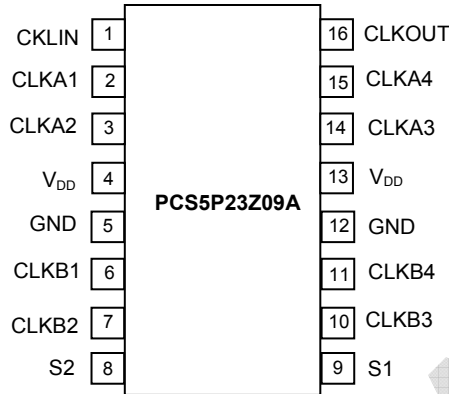 CKLIN 1 16 CLKOUT
CLKA1 2 15 CLKA4
CLKA2 3 14 CLKA3
VDD 4 13 VDD
PCS5P23Z09A
GND 5 12 GND
CLKB1 6 11 CLKB4
CLKB2 7 10 CLKB3
S2 8 9 S1